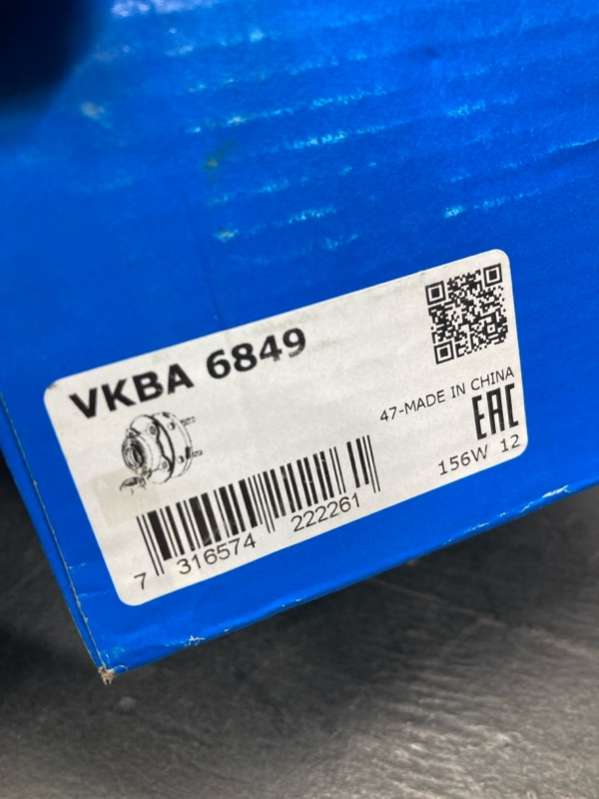 VKBA 6849
47-MADE IN CHINA
EAC
156W 12
7 316574 222261